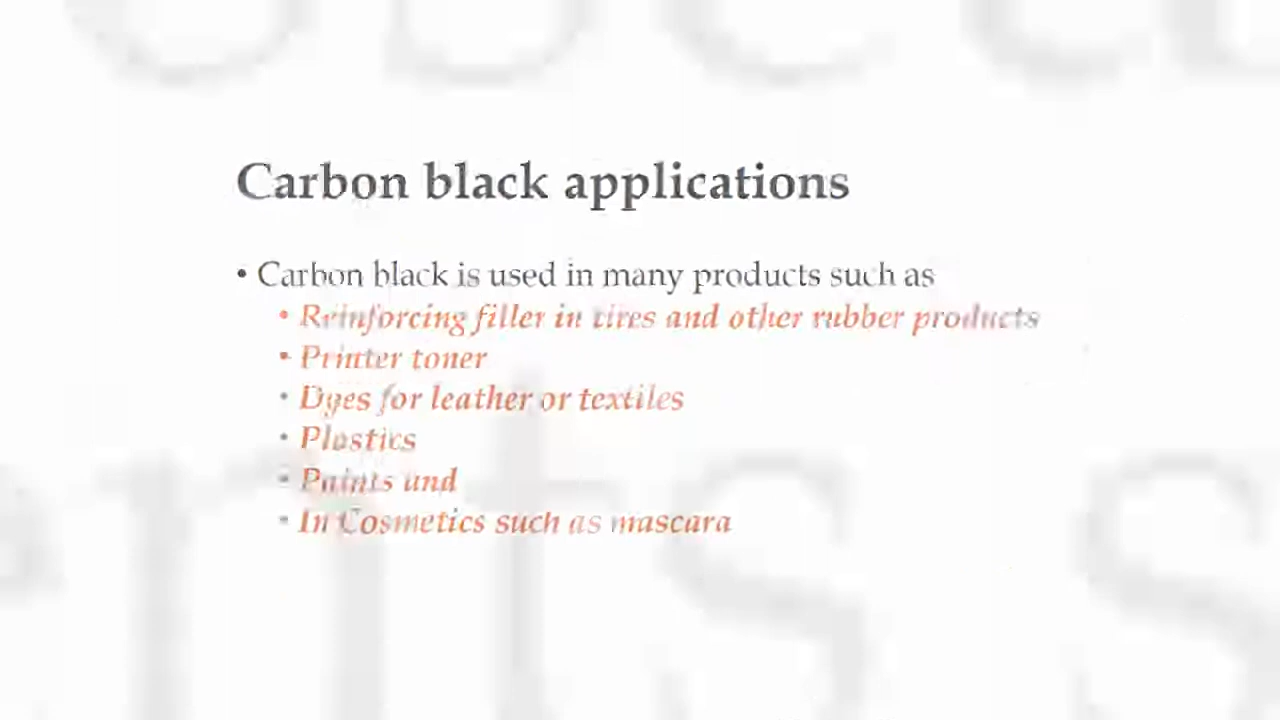 Carbon black applications
• Carbon black is used in many products such as
• Reinforcing filler in tires and other rubber products
• Printer toner
• Dyes for leather or textiles
• Plastics
• Paints and
• In Cosmetics such as mascara